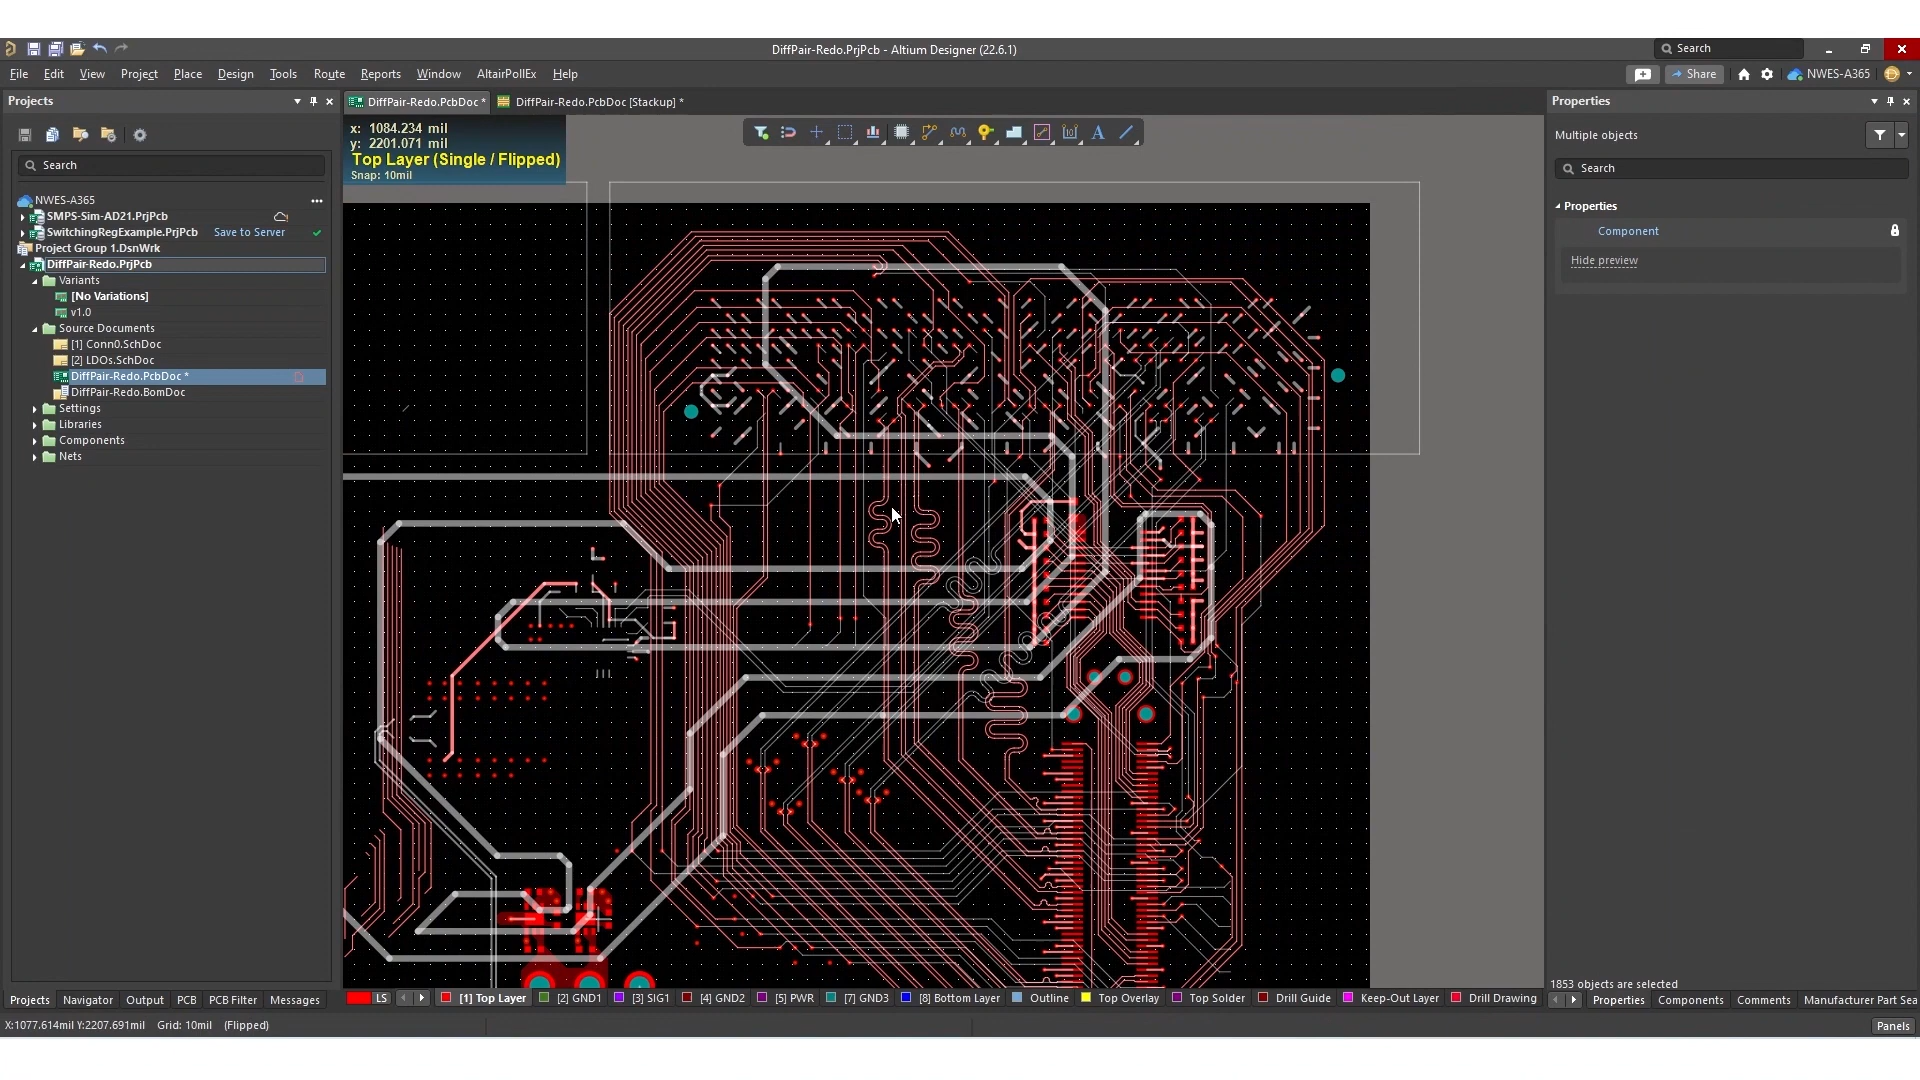 DiffPair-Redo.PrjPcb - Altium Designer (22.6.1)
Search
File Edit View Project Place Design Tools Route Reports Window AltairPollEx Help
Share
NWES-A365
Projects
DiffPair-Redo.PcbDoc *
DiffPair-Redo.PcbDoc [Stackup] *
Properties
x: 1084.234 mil
y: 2201.071 mil
Top Layer (Single / Flipped)
Snap: 10mil
Multiple objects
Search
Search
NWES-A365
SMPS-Sim-AD21.PrjPcb
SwitchingRegExample.PrjPcb Save to Server
Project Group 1.DsnWrk
DiffPair-Redo.PrjPcb
Variants
[No Variations]
v1.0
Source Documents
[1] Conn0.SchDoc
[2] LDOs.SchDoc
DiffPair-Redo.PcbDoc *
DiffPair-Redo.BomDoc
Settings
Libraries
Components
Nets
Properties
Component
Hide preview
1853 objects are selected
Projects Navigator Output PCB PCB Filter Messages
LS [1] Top Layer [2] GND1 [3] SIG1 [4] GND2 [5] PWR [7] GND3 [8] Bottom Layer Outline Top Overlay Top Solder Drill Guide Keep-Out Layer Drill Drawing
Properties Components Comments Manufacturer Part Sea
X:1077.614mil Y:2207.691mil Grid: 10mil (Flipped)
Panels